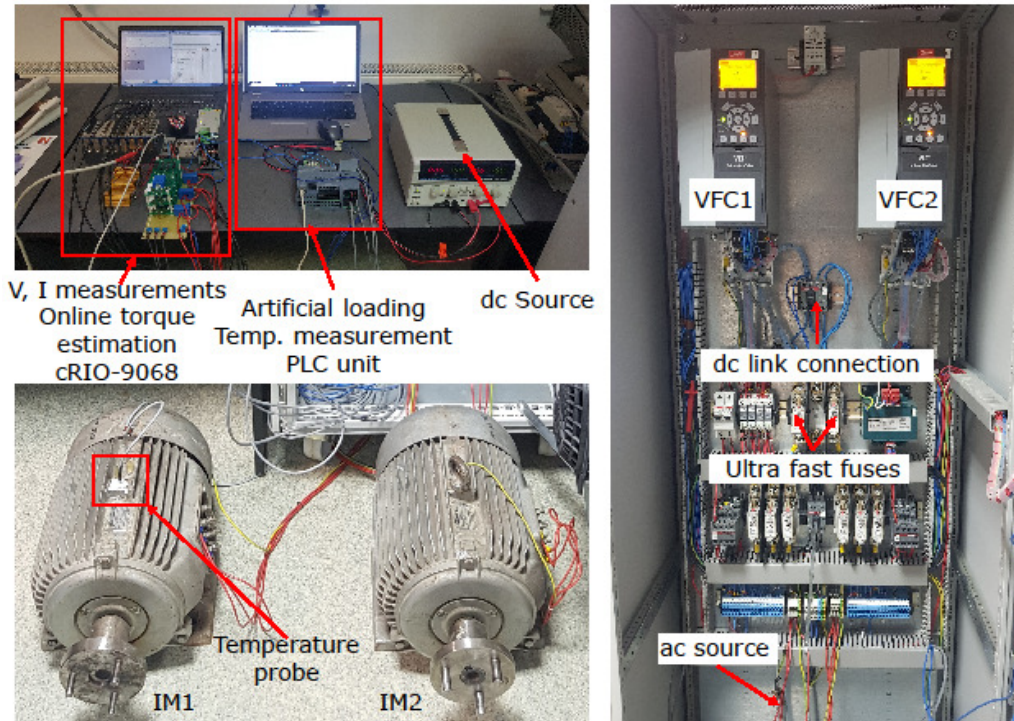 V, I measurements
Online torque
estimation
cRIO-9068
Artificial loading
Temp. measurement
PLC unit
dc Source
Temperature
probe
IM1
IM2
VFC1
VFC2
dc link connection
Ultra fast fuses
ac source